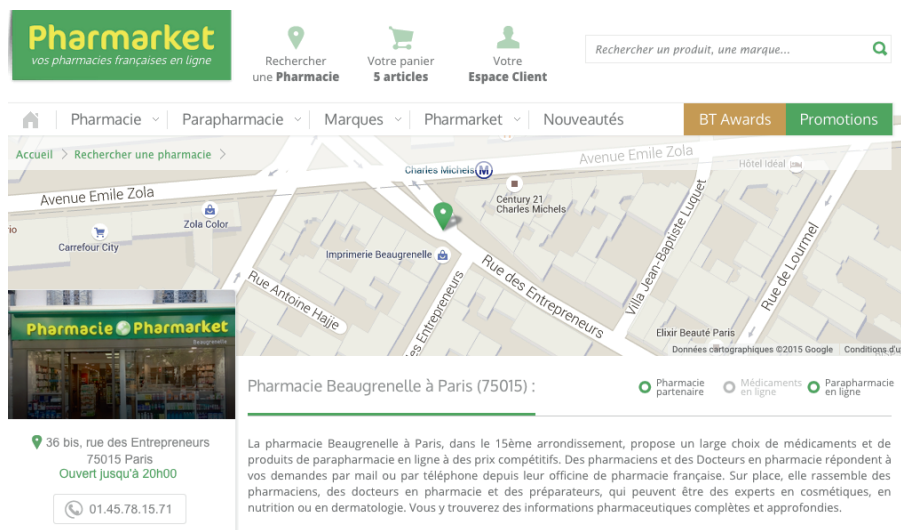 Pharmarket
vos pharmacies françaises en ligne
Rechercher
une Pharmacie
Votre panier
5 articles
Votre
Espace Client
Rechercher un produit, une marque...
Pharmacie
Parapharmacie
Marques
Pharmarket
Nouveautés
BT Awards
Promotions
Accueil > Rechercher une pharmacie >
Avenue Emile Zola
Hôtel Idéal
Charles Michels M
Century 21
Charles Michels
Avenue Emile Zola
Zola Color
Carrefour City
Imprimerie Beaugrenelle
Rue Antoine Hajje
Rue des Entrepreneurs
Villa Jean-Baptiste Luquet
Rue de Lourmel
Elixir Beauté Paris
Données cartographiques ©2015 Google
Conditions d'u
Pharmacie Pharmarket
Beaugrenelle
36 bis, rue des Entrepreneurs
75015 Paris
Ouvert jusqu'à 20h00
01.45.78.15.71
Pharmacie Beaugrenelle à Paris (75015) :
Pharmacie
partenaire
Médicaments
en ligne
Parapharmacie
en ligne
La pharmacie Beaugrenelle à Paris, dans le 15ème arrondissement, propose un large choix de médicaments et de
produits de parapharmacie en ligne à des prix compétitifs. Des pharmaciens et des Docteurs en pharmacie répondent à
vos demandes par mail ou par téléphone depuis leur officine de pharmacie française. Sur place, elle rassemble des
pharmaciens, des docteurs en pharmacie et des préparateurs, qui peuvent être des experts en cosmétiques, en
nutrition ou en dermatologie. Vous y trouverez des informations pharmaceutiques complètes et approfondies.